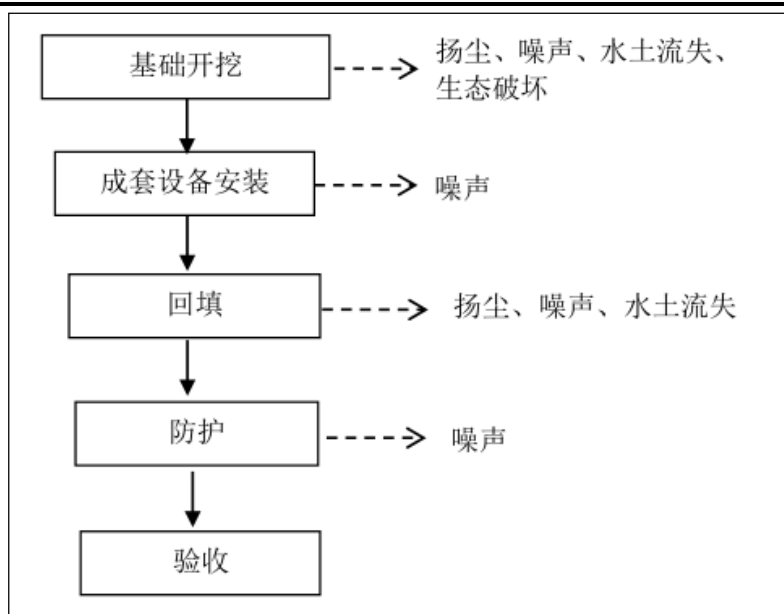 基础开挖
扬尘、噪声、水土流失、
生态破坏
成套设备安装
噪声
回填
扬尘、噪声、水土流失
防护
噪声
验收